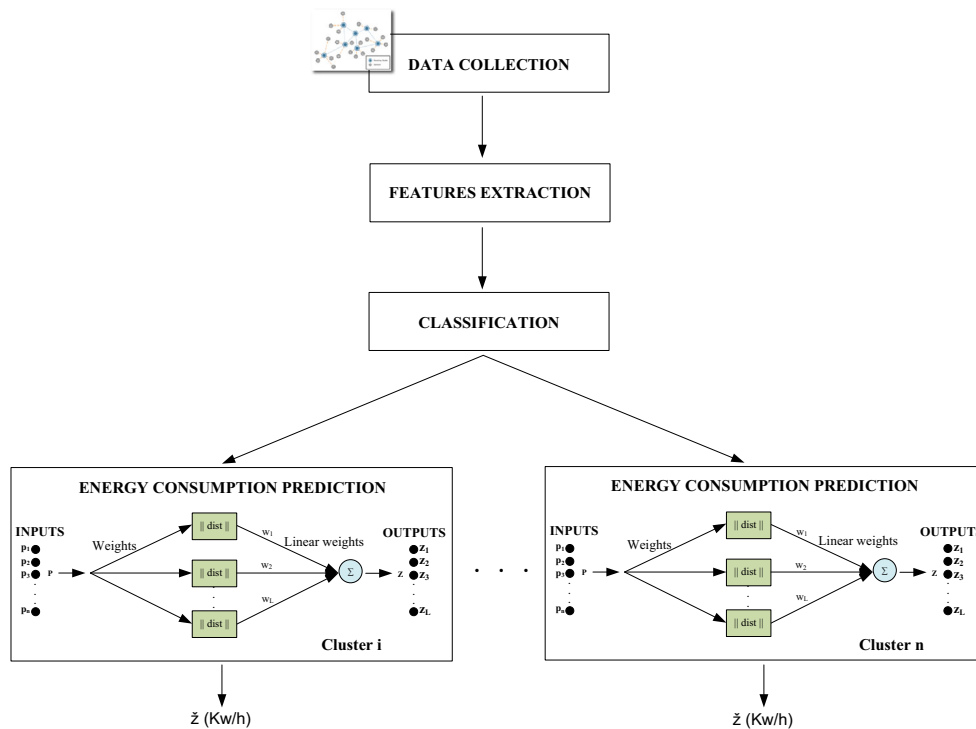 DATA COLLECTION
FEATURES EXTRACTION
CLASSIFICATION
ENERGY CONSUMPTION PREDICTION
INPUTS
p1
p2
p3
.
.
pn
P
Weights
|| dist ||
|| dist ||
. .
. .
|| dist ||
w1
w2
wL
Linear weights
Σ
Z
OUTPUTS
z1
z2
z3
.
.
zL
Cluster i
ž (Kw/h)
. . . .
ENERGY CONSUMPTION PREDICTION
INPUTS
p1
p2
p3
.
.
pn
P
Weights
|| dist ||
|| dist ||
. .
. .
|| dist ||
w1
w2
wL
Linear weights
Σ
Z
OUTPUTS
z1
z2
z3
.
.
zL
Cluster n
ž (Kw/h)